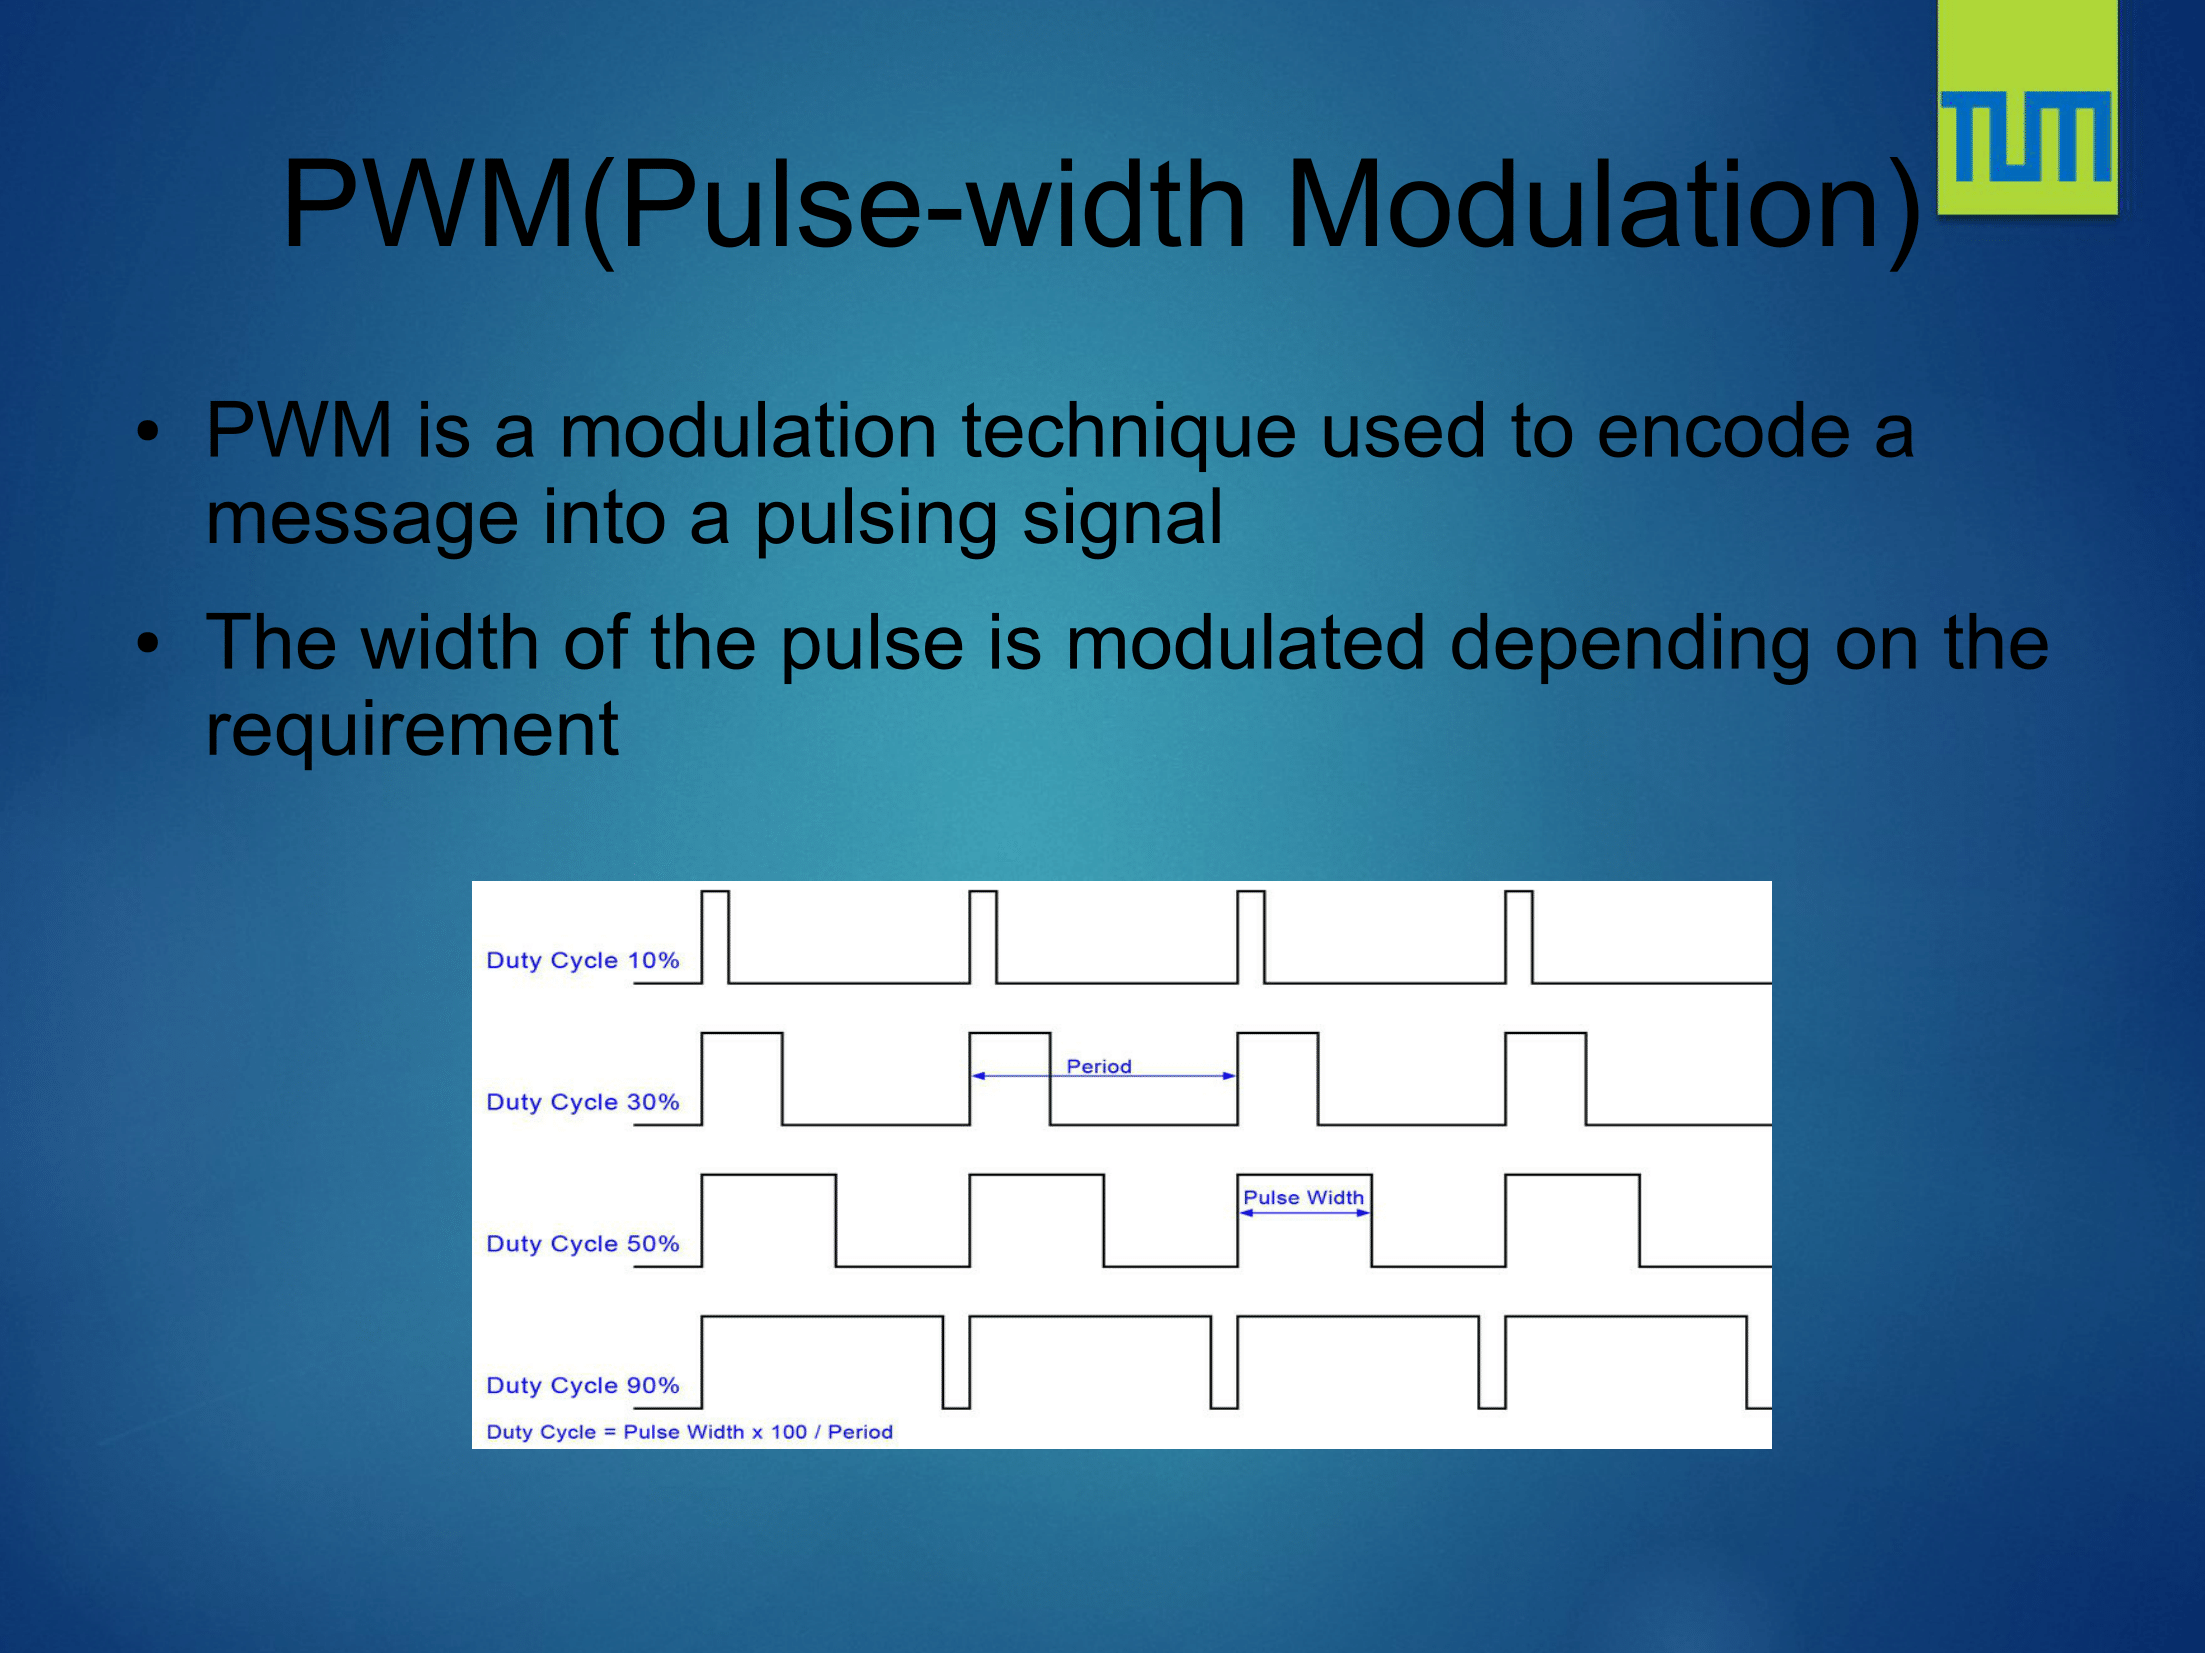 TUM
PWM(Pulse-width Modulation)
• PWM is a modulation technique used to encode a
message into a pulsing signal
• The width of the pulse is modulated depending on the
requirement
Duty Cycle 10%
Period
Duty Cycle 30%
Pulse Width
Duty Cycle 50%
Duty Cycle 90%
Duty Cycle = Pulse Width x 100 / Period